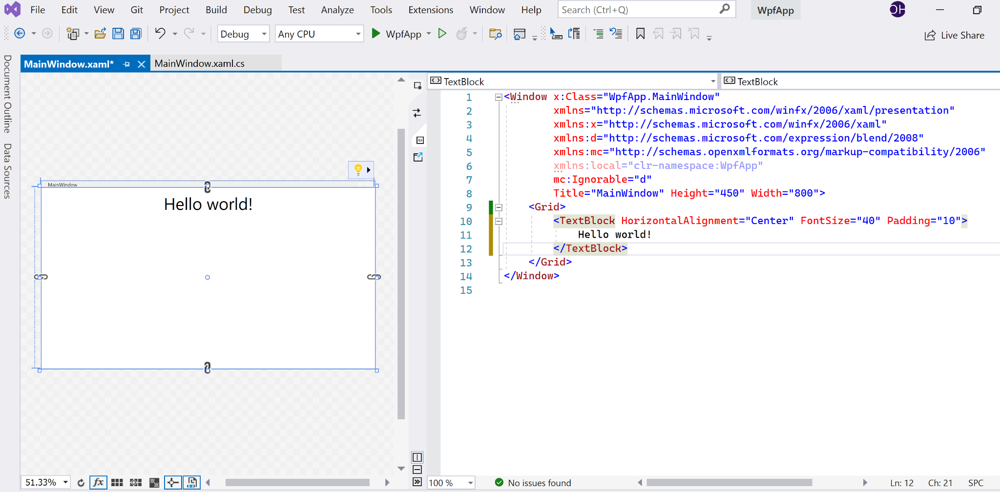 File Edit View Git Project Build Debug Test Analyze Tools Extensions Window Help Search (Ctrl+Q) WpfApp OH
Debug Any CPU WpfApp Live Share
Document Outline
Data Sources
MainWindow.xaml* MainWindow.xaml.cs
MainWindow
Hello world!
51.33% fx
TextBlock TextBlock
1 <Window x:Class="WpfApp.MainWindow"
2 xmlns="http://schemas.microsoft.com/winfx/2006/xaml/presentation"
3 xmlns:x="http://schemas.microsoft.com/winfx/2006/xaml"
4 xmlns:d="http://schemas.microsoft.com/expression/blend/2008"
5 xmlns:mc="http://schemas.openxmlformats.org/markup-compatibility/2006"
6 xmlns:local="clr-namespace:WpfApp"
7 mc:Ignorable="d"
8 Title="MainWindow" Height="450" Width="800">
9 <Grid>
10 <TextBlock HorizontalAlignment="Center" FontSize="40" Padding="10">
11 Hello world!
12 </TextBlock>
13 </Grid>
14 </Window>
15
100 % No issues found Ln: 12 Ch: 21 SPC